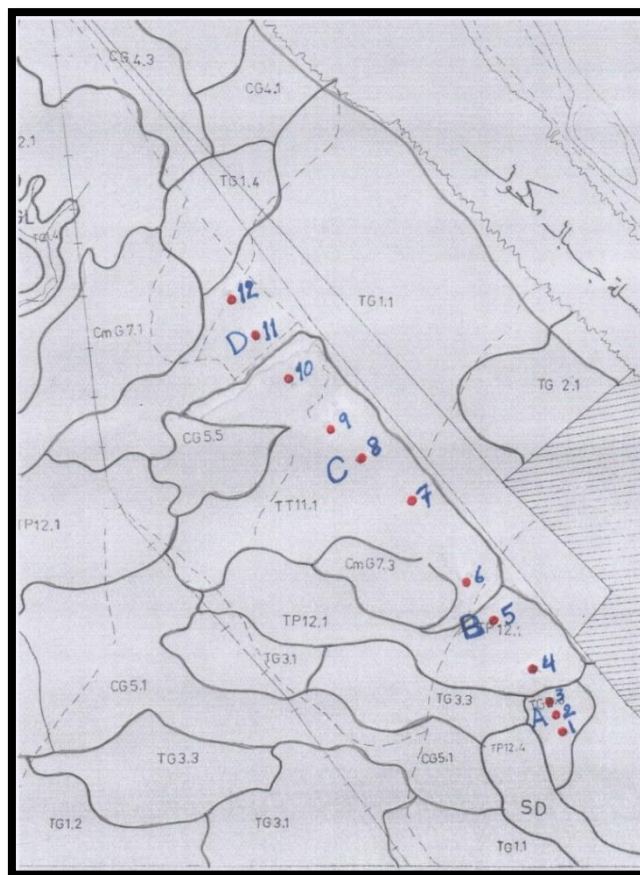 CG4.3
CG4.1
2.1
TG1.4
GL
TG1.1
12
CmG7.1
D 11
TG 2.1
10
9
CG5.5
8
C
7
TT11.1
TP12.1
CmG7.3
6
5
B
TP12.1
TP12.1
TG3.1
4
CG5.1
TG3.3
3
A 2
1
TP12.4
TG3.3
CG5.1
SD
TG1.2
TG3.1
TG1.1